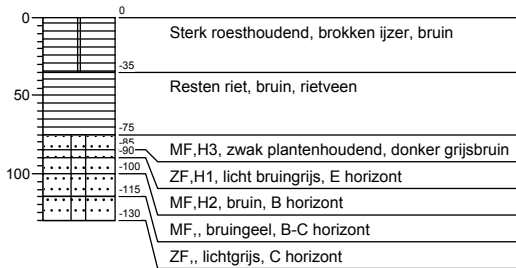 0
0
Sterk roesthoudend, brokken ijzer, bruin
-35
Resten riet, bruin, rietveen
50
-75
-85
MF,H3, zwak plantenhoudend, donker grijsbruin
-90
ZF,H1, licht bruingrijs, E horizont
100
-100
MF,H2, bruin, B horizont
-115
MF,, bruingeel, B-C horizont
-130
ZF,, lichtgrijs, C horizont